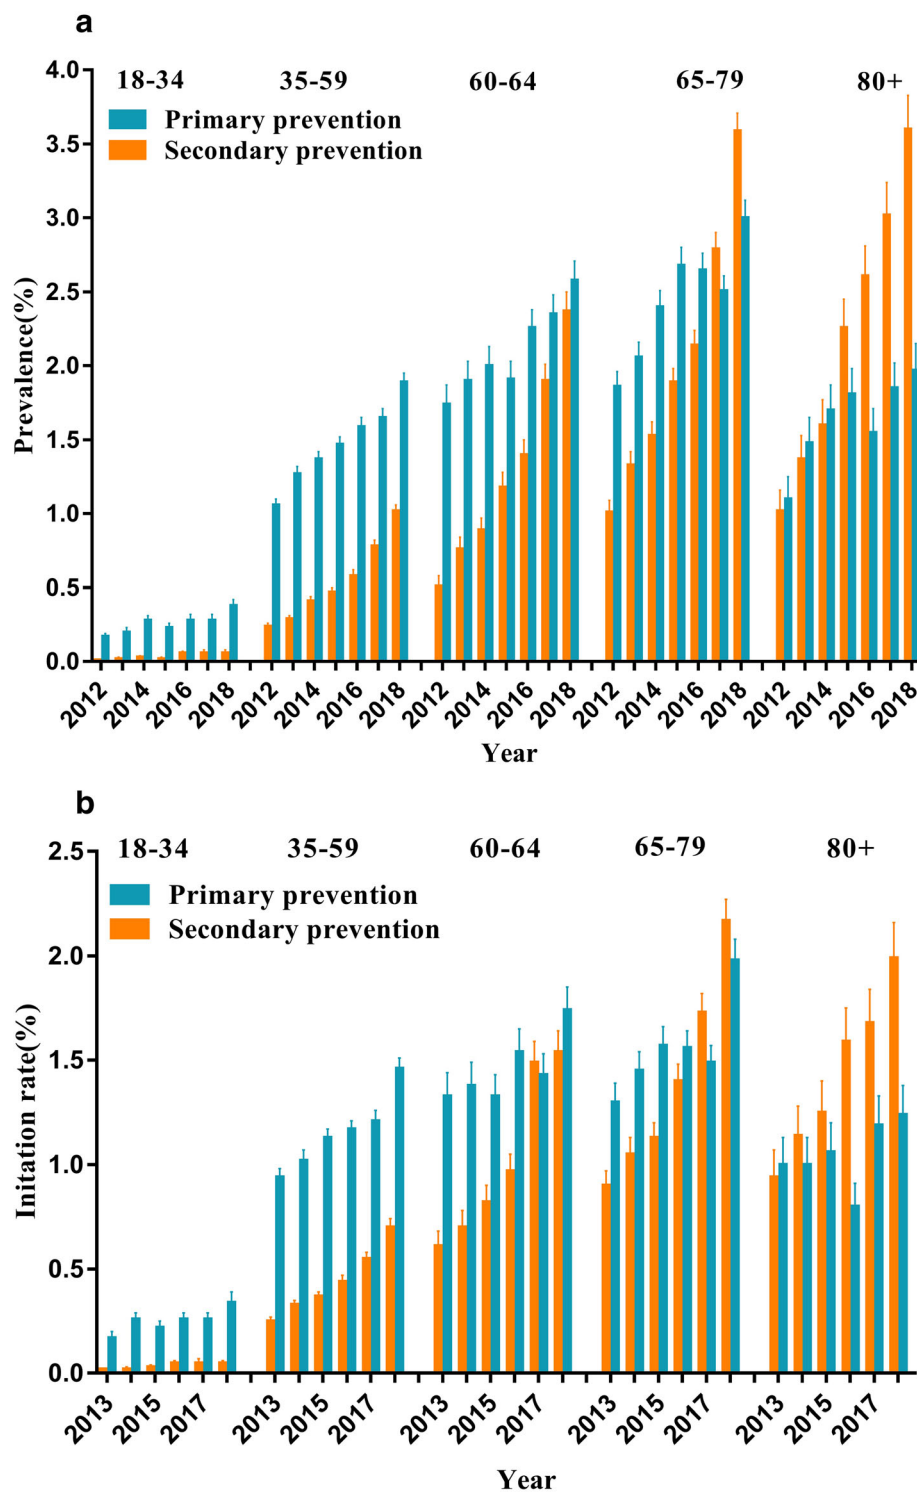 a
4.0
18-34 35-59 60-64 65-79 80+
Primary prevention
3.5
Secondary prevention
3.0
2.5
2.0
1.5
1.0
0.5
0.0
Prevalence(%)
2012 2014 2016 2018 2012 2014 2016 2018 2012 2014 2016 2018 2012 2014 2016 2018 2012 2014 2016 2018
Year
b
2.5
18-34 35-59 60-64 65-79 80+
Primary prevention
Secondary prevention
2.0
1.5
1.0
0.5
0.0
Initation rate(%)
2013 2015 2017 2013 2015 2017 2013 2015 2017 2013 2015 2017 2013 2015 2017
Year